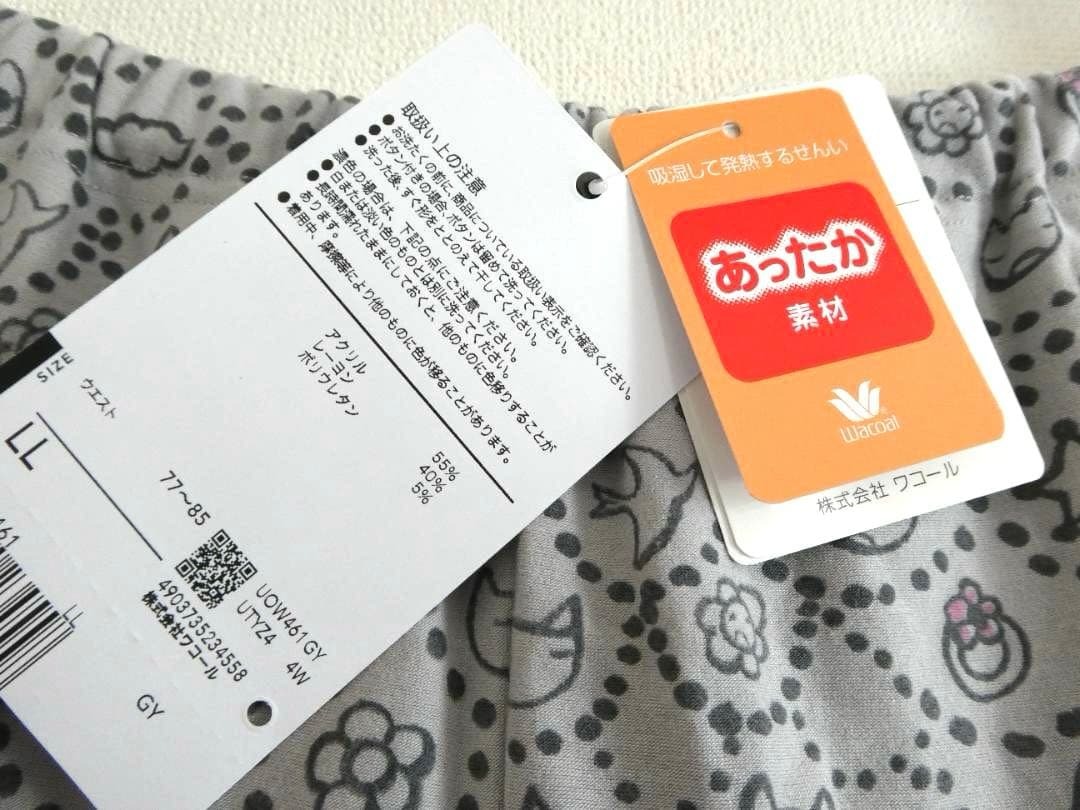 取扱い上の注意
●お洗たくの前に、商品についている取扱い表示をご確認ください。
●ボタン付きの場合、ボタンは留めて洗ってください。
●洗った後、すぐ形をととのえて干してください。
濃色の場合は、下記の点にご注意ください。
●白または淡い色のものとは別に洗ってください。
●長時間濡れたままにしておくと、他のものに色移りすることが
あります。
●着用中、摩擦等により他のものに色が移ることがあります。
アクリル 55%
レーヨン 40%
ポリウレタン 5%
SIZE
ウエスト
LL
77~85
UOW461 GY
UTYZ4 4W
4903735234558
株式会社ワコール
461
LL
GY
吸湿して発熱するせんい
あったか
素材
Wacoal
株式会社 ワコール